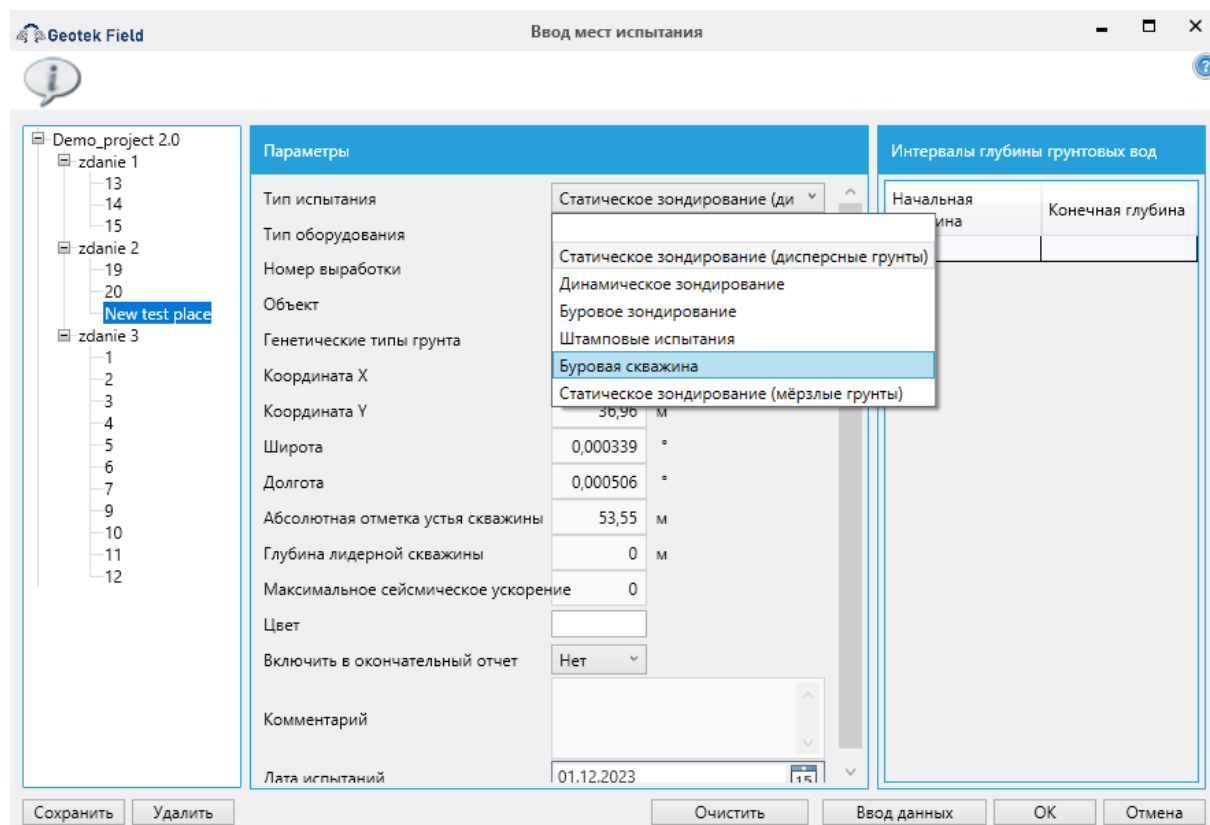 Geotek Field
Ввод мест испытания
Demo_project 2.0
zdanie 1
13
14
15
zdanie 2
19
20
New test place
zdanie 3
1
2
3
4
5
6
7
9
10
11
12
Параметры
Тип испытания
Статическое зондирование (ди
Тип оборудования
Статическое зондирование (дисперсные грунты)
Динамическое зондирование
Буровое зондирование
Штамповые испытания
Буровая скважина
Статическое зондирование (мёрзлые грунты)
Номер выработки
Объект
Генетические типы грунта
Координата X
Координата Y
36,96 м
Широта 0,000339 °
Долгота 0,000506 °
Абсолютная отметка устья скважины 53,55 м
Глубина лидерной скважины 0 м
Максимальное сейсмическое ускорение 0
Цвет
Включить в окончательный отчет Нет
Комментарий
Дата испытаний 01.12.2023 15
Интервалы глубины грунтовых вод
Начальная
ина
Конечная глубина
Сохранить Удалить Очистить Ввод данных OK Отмена